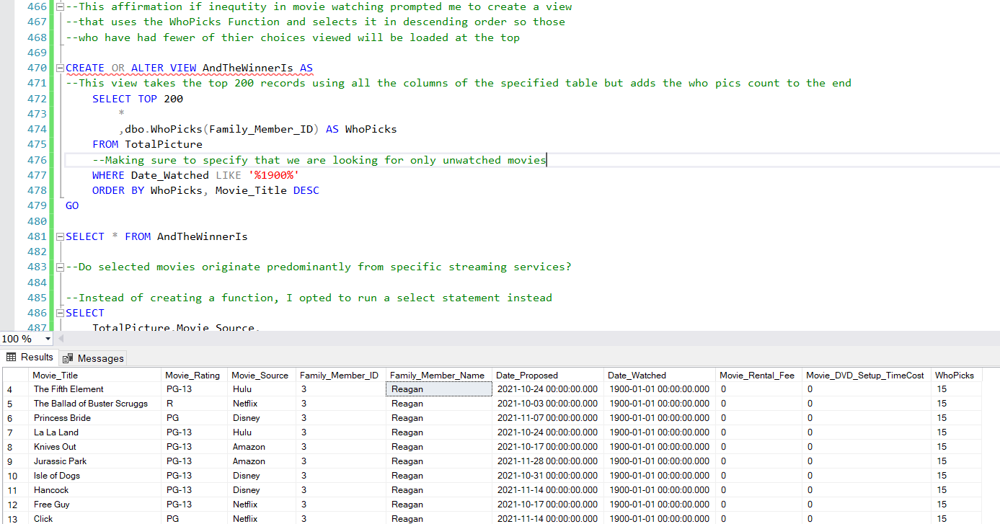 466 --This affirmation if inequtity in movie watching prompted me to create a view
467 --that uses the WhoPicks Function and selects it in descending order so those
468 --who have had fewer of thier choices viewed will be loaded at the top
469
470 CREATE OR ALTER VIEW AndTheWinnerIs AS
471 --This view takes the top 200 records using all the columns of the specified table but adds the who pics count to the end
472 SELECT TOP 200
473 *
474 ,dbo.WhoPicks(Family_Member_ID) AS WhoPicks
475 FROM TotalPicture
476 --Making sure to specify that we are looking for only unwatched movies
477 WHERE Date_Watched LIKE '%1900%'
478 ORDER BY WhoPicks, Movie_Title DESC
479 GO
480
481 SELECT * FROM AndTheWinnerIs
482
483 --Do selected movies originate predominantly from specific streaming services?
484
485 --Instead of creating a function, I opted to run a select statement instead
486 SELECT
487 TotalPicture.Movie_Source,
100 %
Results Messages
Movie_Title Movie_Rating Movie_Source Family_Member_ID Family_Member_Name Date_Proposed Date_Watched Movie_Rental_Fee Movie_DVD_Setup_TimeCost WhoPicks
4 The Fifth Element PG-13 Hulu 3 Reagan 2021-10-24 00:00:00.000 1900-01-01 00:00:00.000 0 0 15
5 The Ballad of Buster Scruggs R Netflix 3 Reagan 2021-10-03 00:00:00.000 1900-01-01 00:00:00.000 0 0 15
6 Princess Bride PG Disney 3 Reagan 2021-11-07 00:00:00.000 1900-01-01 00:00:00.000 0 0 15
7 La La Land PG-13 Hulu 3 Reagan 2021-10-24 00:00:00.000 1900-01-01 00:00:00.000 0 0 15
8 Knives Out PG-13 Amazon 3 Reagan 2021-10-17 00:00:00.000 1900-01-01 00:00:00.000 0 0 15
9 Jurassic Park PG-13 Amazon 3 Reagan 2021-11-28 00:00:00.000 1900-01-01 00:00:00.000 0 0 15
10 Isle of Dogs PG-13 Disney 3 Reagan 2021-10-31 00:00:00.000 1900-01-01 00:00:00.000 0 0 15
11 Hancock PG-13 Disney 3 Reagan 2021-11-14 00:00:00.000 1900-01-01 00:00:00.000 0 0 15
12 Free Guy PG-13 Netflix 3 Reagan 2021-10-17 00:00:00.000 1900-01-01 00:00:00.000 0 0 15
13 Click PG Netflix 3 Reagan 2021-11-14 00:00:00.000 1900-01-01 00:00:00.000 0 0 15